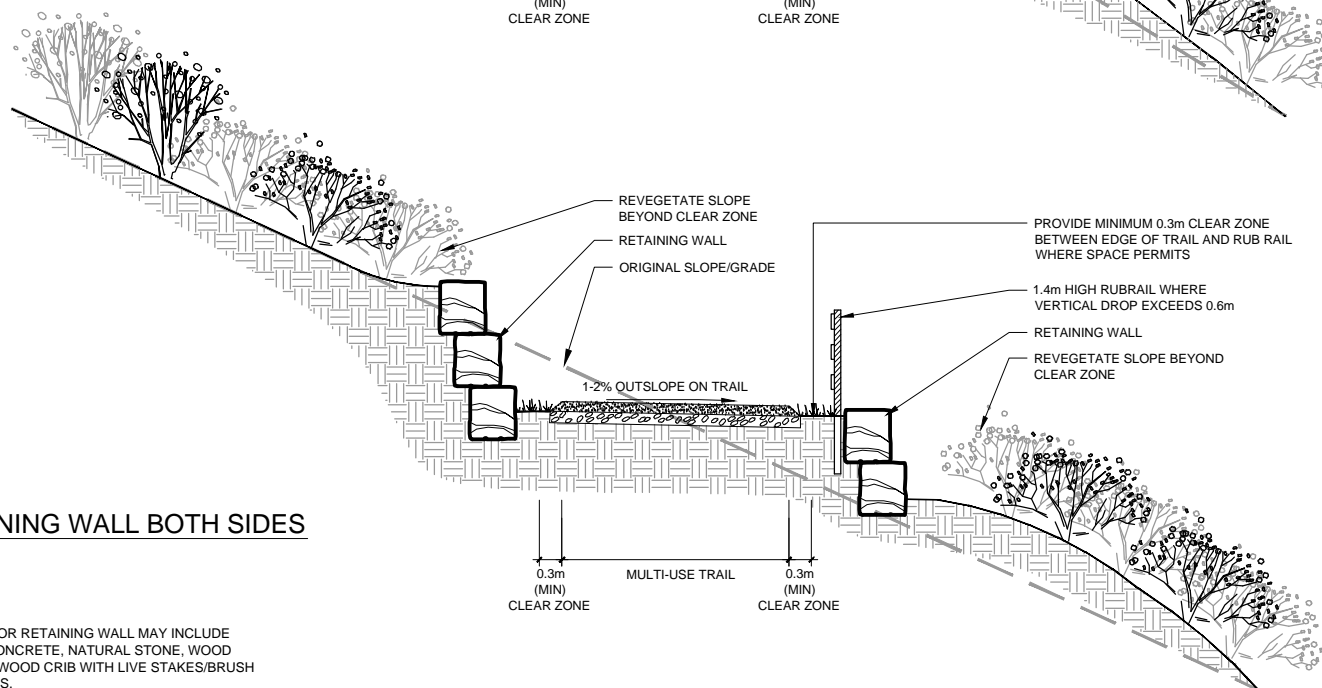 (MIN)
CLEAR ZONE
(MIN)
CLEAR ZONE
REVEGETATE SLOPE
BEYOND CLEAR ZONE
RETAINING WALL
ORIGINAL SLOPE/GRADE
PROVIDE MINIMUM 0.3m CLEAR ZONE
BETWEEN EDGE OF TRAIL AND RUB RAIL
WHERE SPACE PERMITS
1.4m HIGH RUBRAIL WHERE
VERTICAL DROP EXCEEDS 0.6m
RETAINING WALL
REVEGETATE SLOPE BEYOND
CLEAR ZONE
1-2% OUTSLOPE ON TRAIL
NING WALL BOTH SIDES
0.3m
(MIN)
CLEAR ZONE
MULTI-USE TRAIL
0.3m
(MIN)
CLEAR ZONE
OR RETAINING WALL MAY INCLUDE
ONCRETE, NATURAL STONE, WOOD
WOOD CRIB WITH LIVE STAKES/BRUSH
S.